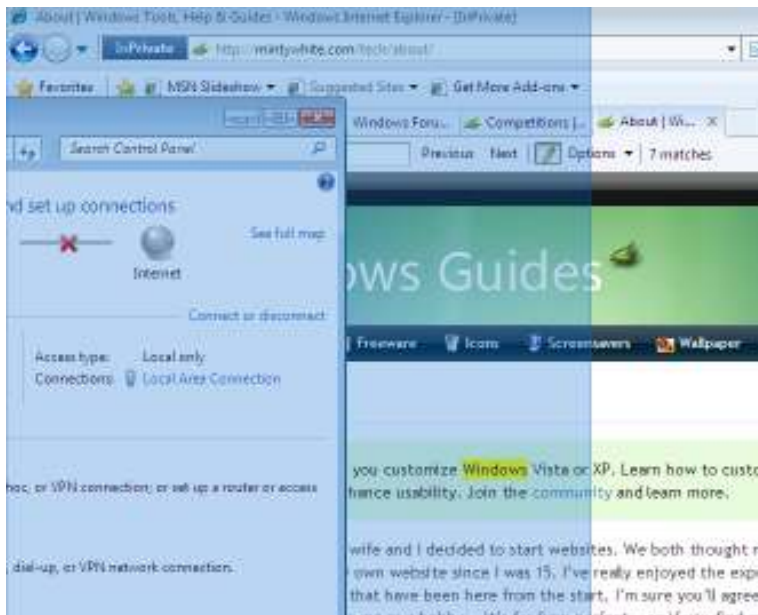 About | Windows Tools, Help & Guides - Windows Internet Explorer - [InPrivate]
InPrivate http://mintywhite.com/tech/about/
Favorites MSN Slideshow Suggested Sites Get More Add-ons
Windows Foru... Competitions |... About | Wi... X
Search Control Panel
Previous Next Options 7 matches
nd set up connections
See full map
Internet
ows Guides
Connect or disconnect
Freeware Icons Screensavers Wallpaper
Access type: Local only
Connections: Local Area Connection
you customize Windows Vista or XP. Learn how to custo
hoc, or VPN connection; or set up a router or access
hance usability. Join the community and learn more.
wife and I decided to start websites. We both thought
, dial-up, or VPN network connection.
own website since I was 15. I've really enjoyed the exp
that have been here from the start, I'm sure you'll agree